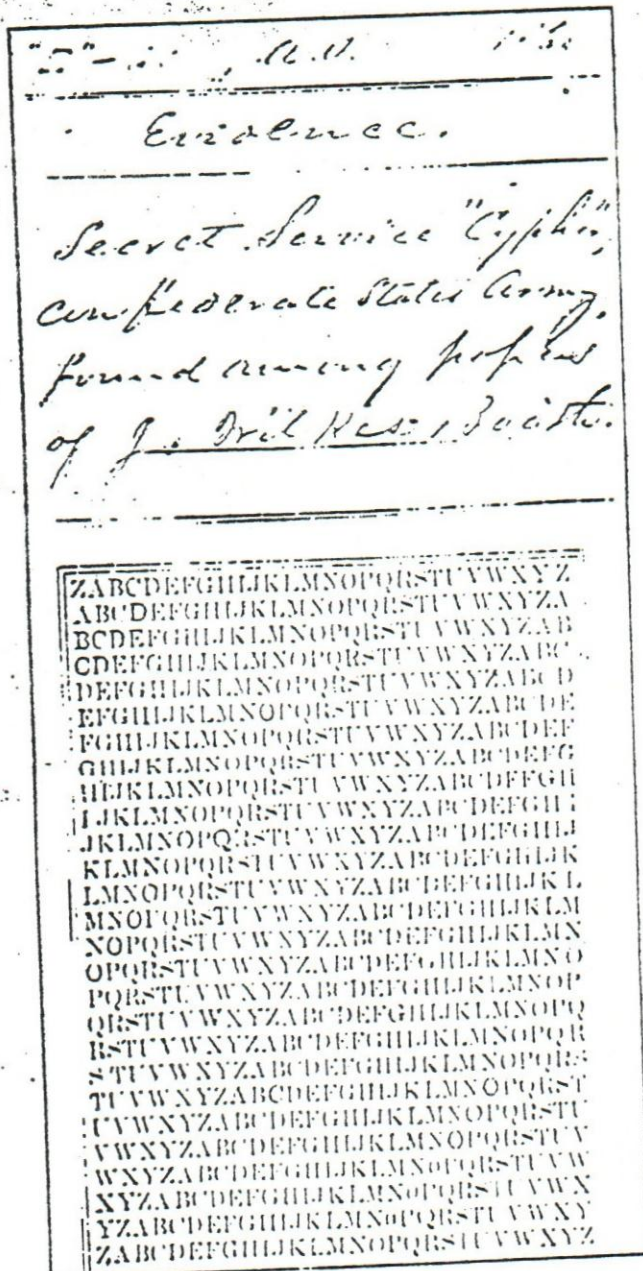 Evidence.
Secret Service "Cypher",
confederate States Army,
found among papers
of J. Wilkes Booth.
ZABCDEFGHIJKLMNOPQRSTUVWXYZ
ABCDEFGHIJKLMNOPQRSTUVWXYZA
BCDEFGHIJKLMNOPQRSTUVWXYZAB
CDEFGHIJKLMNOPQRSTUVWXYZABC
DEFGHIJKLMNOPQRSTUVWXYZABCD
EFGHIJKLMNOPQRSTUVWXYZABCDE
FGHIJKLMNOPQRSTUVWXYZABCDEF
GHIJKLMNOPQRSTUVWXYZABCDEFG
HIJKLMNOPQRSTUVWXYZABCDEFGH
IJKLMNOPQRSTUVWXYZABCDEFGHI
JKLMNOPQRSTUVWXYZABCDEFGHIJ
KLMNOPQRSTUVWXYZABCDEFGHIJK
LMNOPQRSTUVWXYZABCDEFGHIJKL
MNOPQRSTUVWXYZABCDEFGHIJKLM
NOPQRSTUVWXYZABCDEFGHIJKLMN
OPQRSTUVWXYZABCDEFGHIJKLMNO
PQRSTUVWXYZABCDEFGHIJKLMNOP
QRSTUVWXYZABCDEFGHIJKLMNOPQ
RSTUVWXYZABCDEFGHIJKLMNOPQR
STUVWXYZABCDEFGHIJKLMNOPQRS
TUVWXYZABCDEFGHIJKLMNOPQRST
UVWXYZABCDEFGHIJKLMNOPQRSTU
VWXYZABCDEFGHIJKLMNOPQRSTUV
WXYZABCDEFGHIJKLMNOPQRSTUVW
XYZABCDEFGHIJKLMNOPQRSTUVWX
YZABCDEFGHIJKLMNOPQRSTUVWXY
ZABCDEFGHIJKLMNOPQRSTUVWXYZ